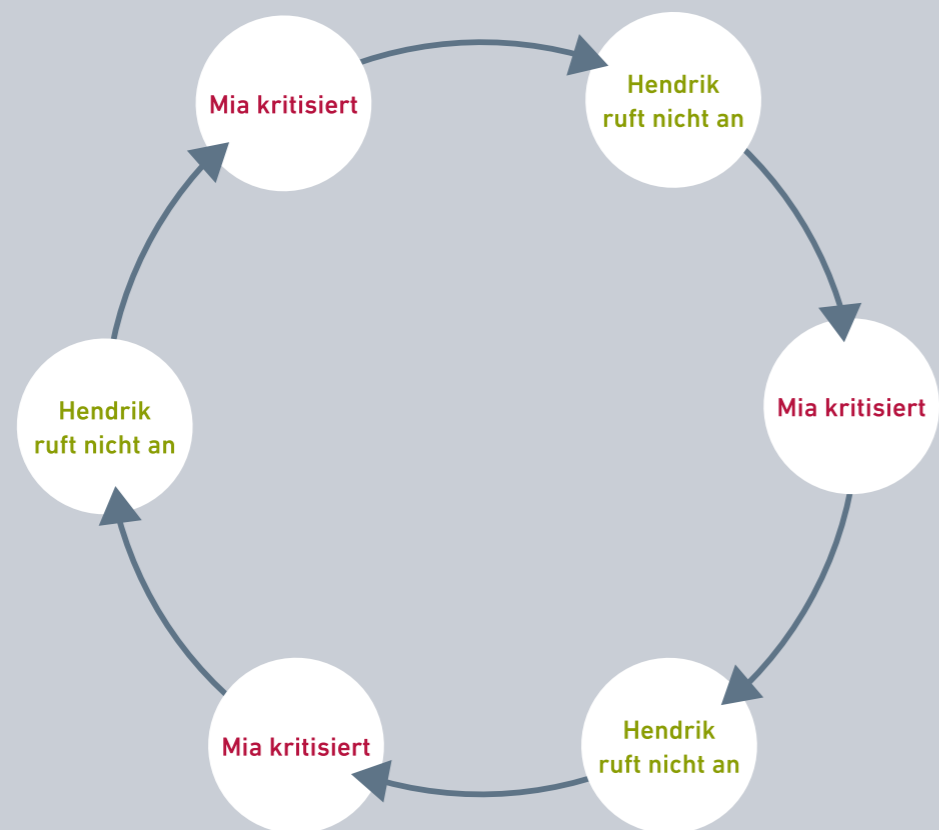 Mia kritisiert
Hendrik
ruft nicht an
Mia kritisiert
Hendrik
ruft nicht an
Mia kritisiert
Hendrik
ruft nicht an